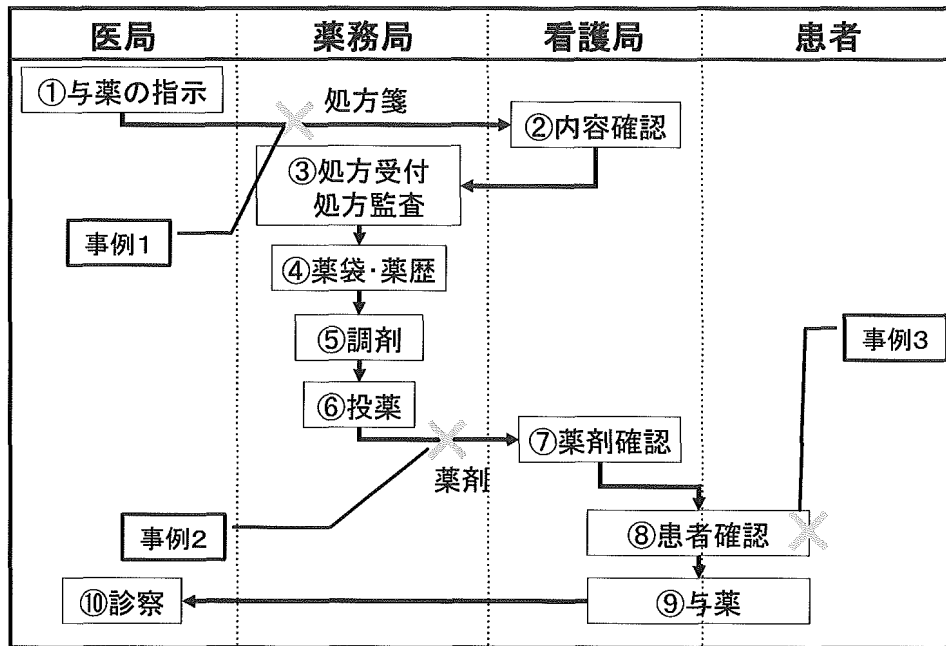 医局 薬務局 看護局 患者
①与薬の指示
処方箋
②内容確認
③処方受付
処方監査
事例1
④薬袋・薬歴
⑤調剤
事例3
⑥投薬
⑦薬剤確認
薬剤
事例2
⑧患者確認
⑩診察
⑨与薬